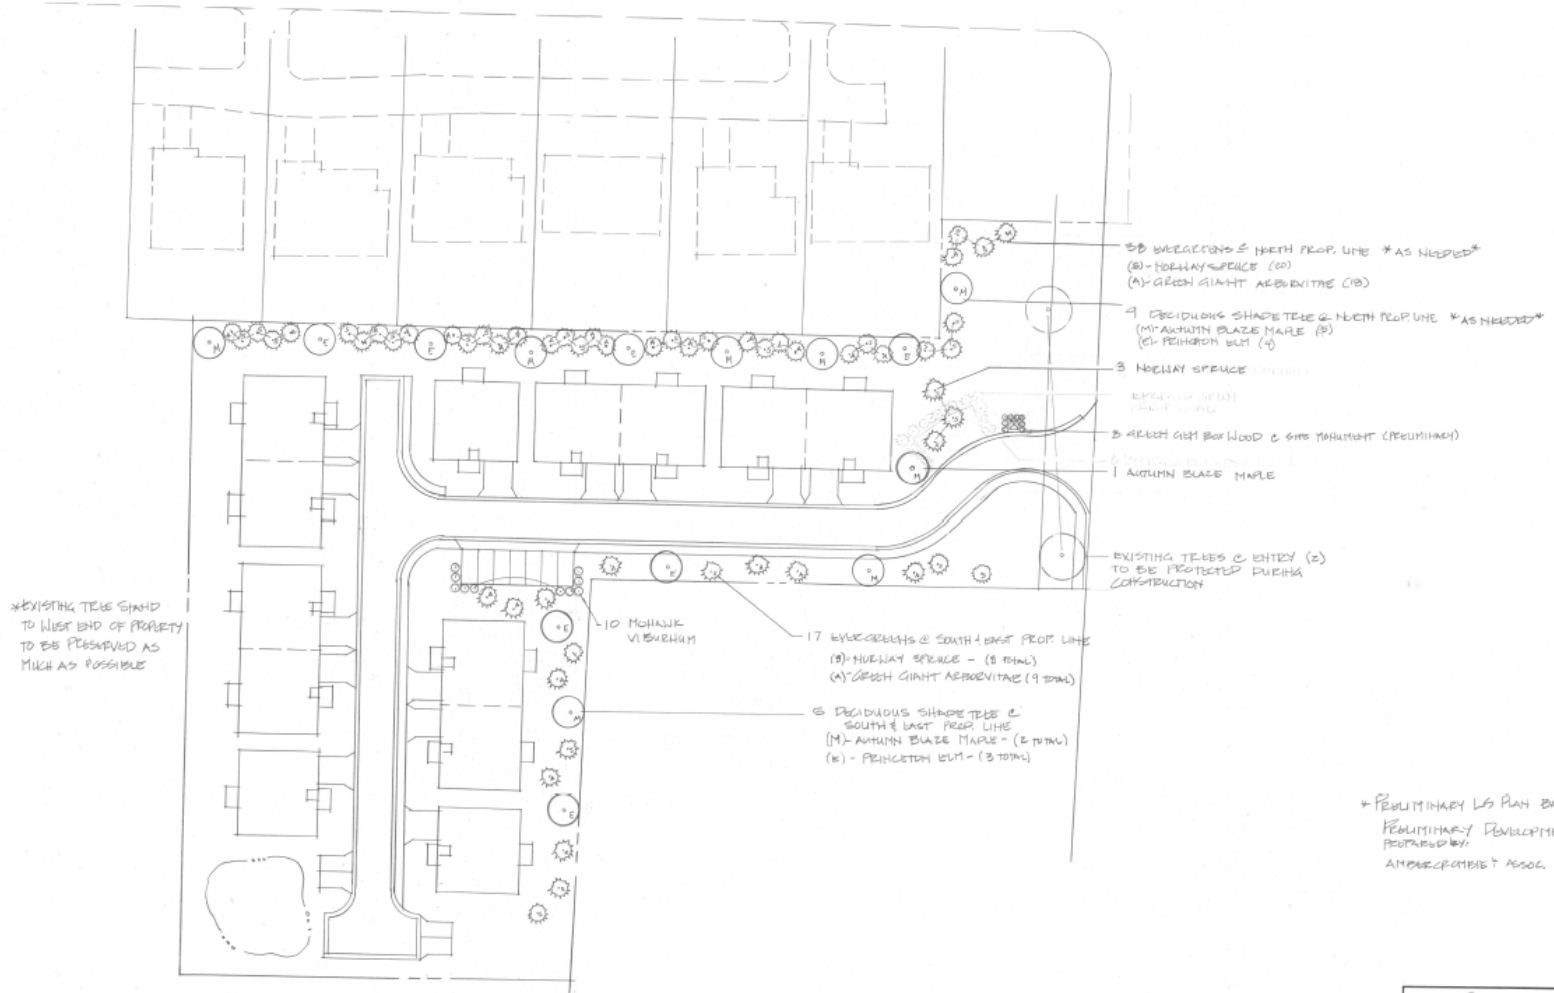 38 EVERGREENS @ NORTH PROP. LINE *AS NEEDED*
(B)- NORWAY SPRUCE (20)
(A)- GREEN GIANT ARBORVITAE (18)
9 DECIDUOUS SHADE TREE @ NORTH PROP. LINE *AS NEEDED*
(M)- AUTUMN BLAZE MAPLE (5)
(E)- PRINCETON ELM (4)
3 NORWAY SPRUCE
8 GREEN GEM BOXWOOD @ SITE MONUMENT (PRELIMINARY)
1 AUTUMN BLAZE MAPLE
EXISTING TREES @ ENTRY (2)
TO BE PROTECTED DURING
CONSTRUCTION
*EXISTING TREE STAND
TO WEST END OF PROPERTY
TO BE PRESERVED AS
MUCH AS POSSIBLE
10 MOHAWK
VIBURNUM
17 EVERGREENS @ SOUTH & EAST PROP. LINE
(B)- NORWAY SPRUCE - (8 TOTAL)
(A)- GREEN GIANT ARBORVITAE (9 TOTAL)
5 DECIDUOUS SHADE TREE @
SOUTH & EAST PROP. LINE
(M)- AUTUMN BLAZE MAPLE - (2 TOTAL)
(E) - PRINCETON ELM - (3 TOTAL)
* PRELIMINARY LS PLAN
PRELIMINARY
PREPARED BY:
AMBERCROMBIE & ASSOC.